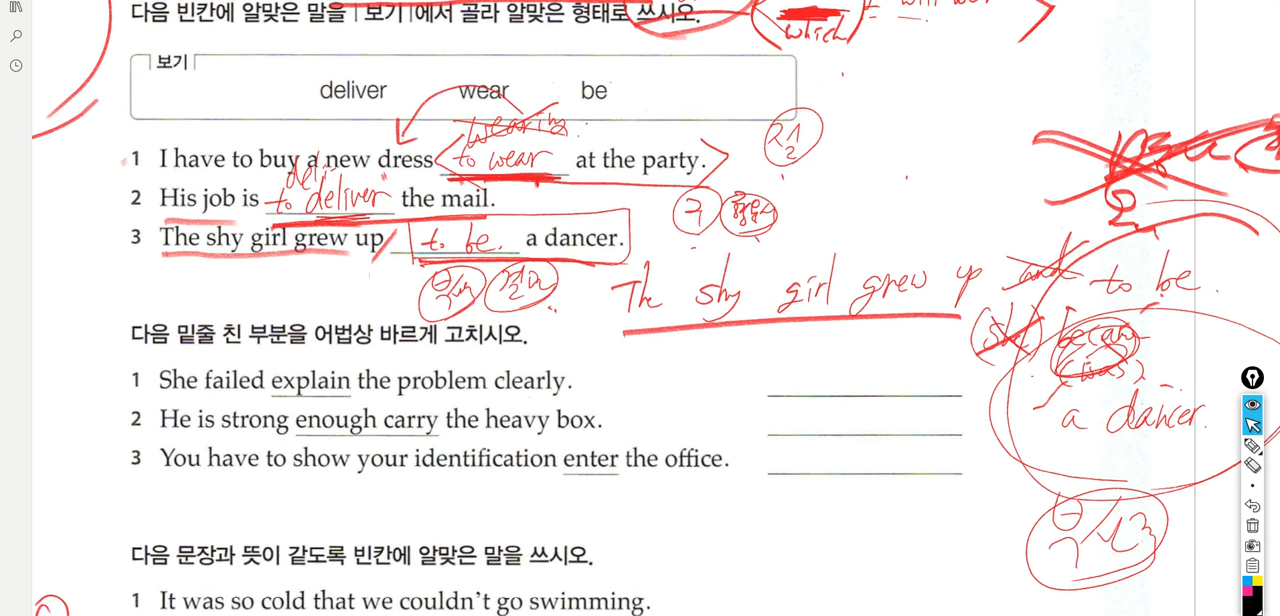 다음 빈칸에 알맞은 말을 |보기|에서 골라 알맞은 형태로 쓰시오.
which
보기
deliver wear be
wearing
1 I have to buy a new dress to wear at the party.
2 His job is to deliver the mail.
3 The shy girl grew up to be a dancer.
The shy girl grew up and to be
a dancer.
다음 밑줄 친 부분을 어법상 바르게 고치시오.
1 She failed explain the problem clearly.
2 He is strong enough carry the heavy box.
3 You have to show your identification enter the office.
다음 문장과 뜻이 같도록 빈칸에 알맞은 말을 쓰시오.
1 It was so cold that we couldn't go swimming.